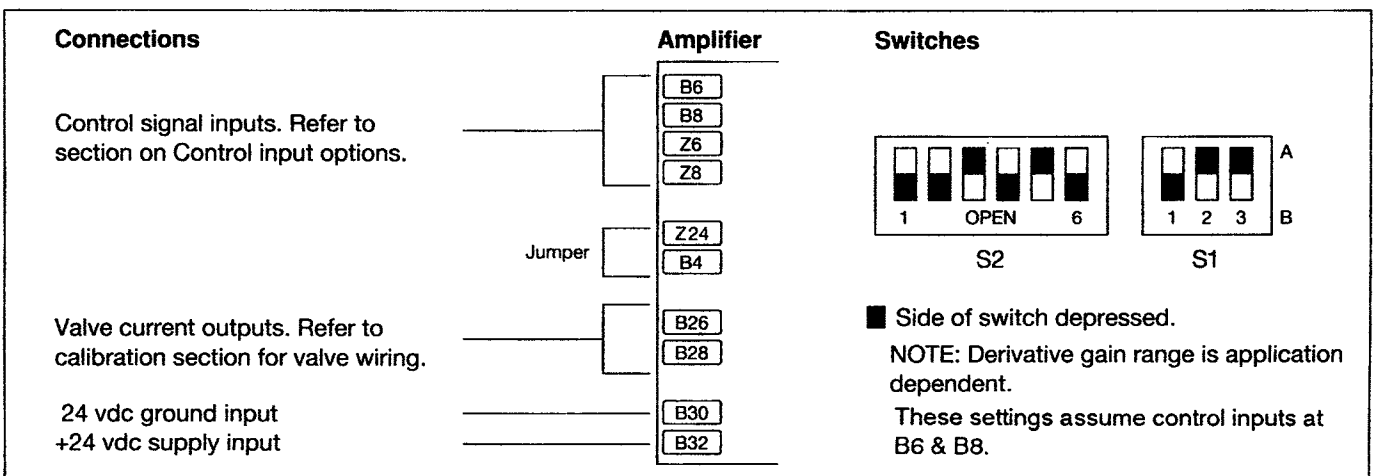 Connections
Amplifier
Switches
Control signal inputs. Refer to
section on Control input options.
B6
B8
Z6
Z8
Jumper
Z24
B4
Valve current outputs. Refer to
calibration section for valve wiring.
B26
B28
24 vdc ground input
+24 vdc supply input
B30
B32
1 OPEN 6
S2
1 2 3
A
B
S1
Side of switch depressed.
NOTE: Derivative gain range is application
dependent.
These settings assume control inputs at
B6 & B8.